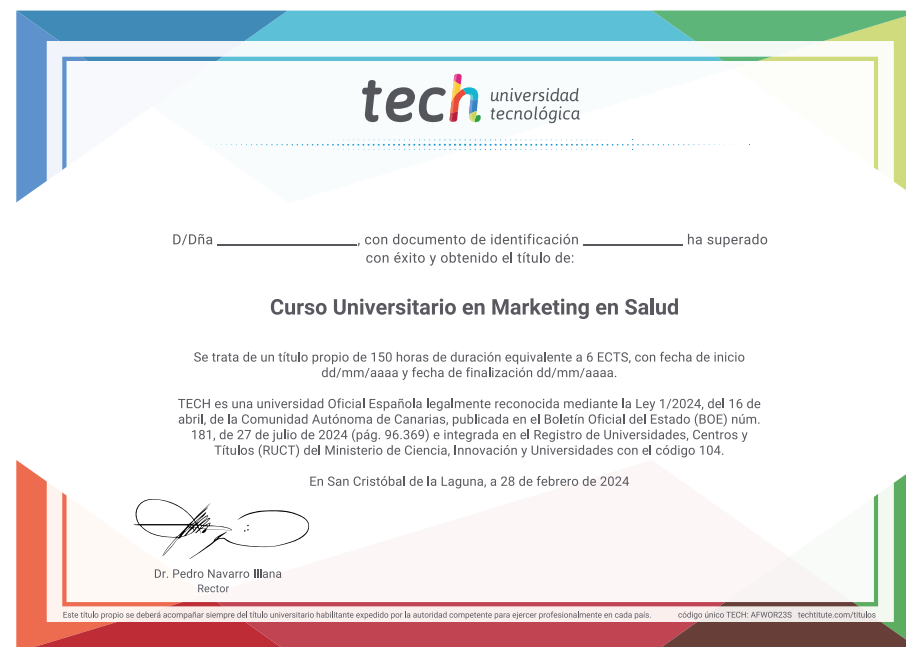 tech universidad
tecnológica
D/Dña ____________, con documento de identificación ____________ ha superado
con éxito y obtenido el título de:
Curso Universitario en Marketing en Salud
Se trata de un título propio de 150 horas de duración equivalente a 6 ECTS, con fecha de inicio
dd/mm/aaaa y fecha de finalización dd/mm/aaaa.
TECH es una universidad Oficial Española legalmente reconocida mediante la Ley 1/2024, del 16 de
abril, de la Comunidad Autónoma de Canarias, publicada en el Boletín Oficial del Estado (BOE) núm.
181, de 27 de julio de 2024 (pág. 96.369) e integrada en el Registro de Universidades, Centros y
Títulos (RUCT) del Ministerio de Ciencia, Innovación y Universidades con el código 104.
En San Cristóbal de la Laguna, a 28 de febrero de 2024
Dr. Pedro Navarro Illana
Rector
Este título propio se deberá acompañar siempre del título universitario habilitante expedido por la autoridad competente para ejercer profesionalmente en cada país. código único TECH: AFWOR23S techtitute.com/titulos